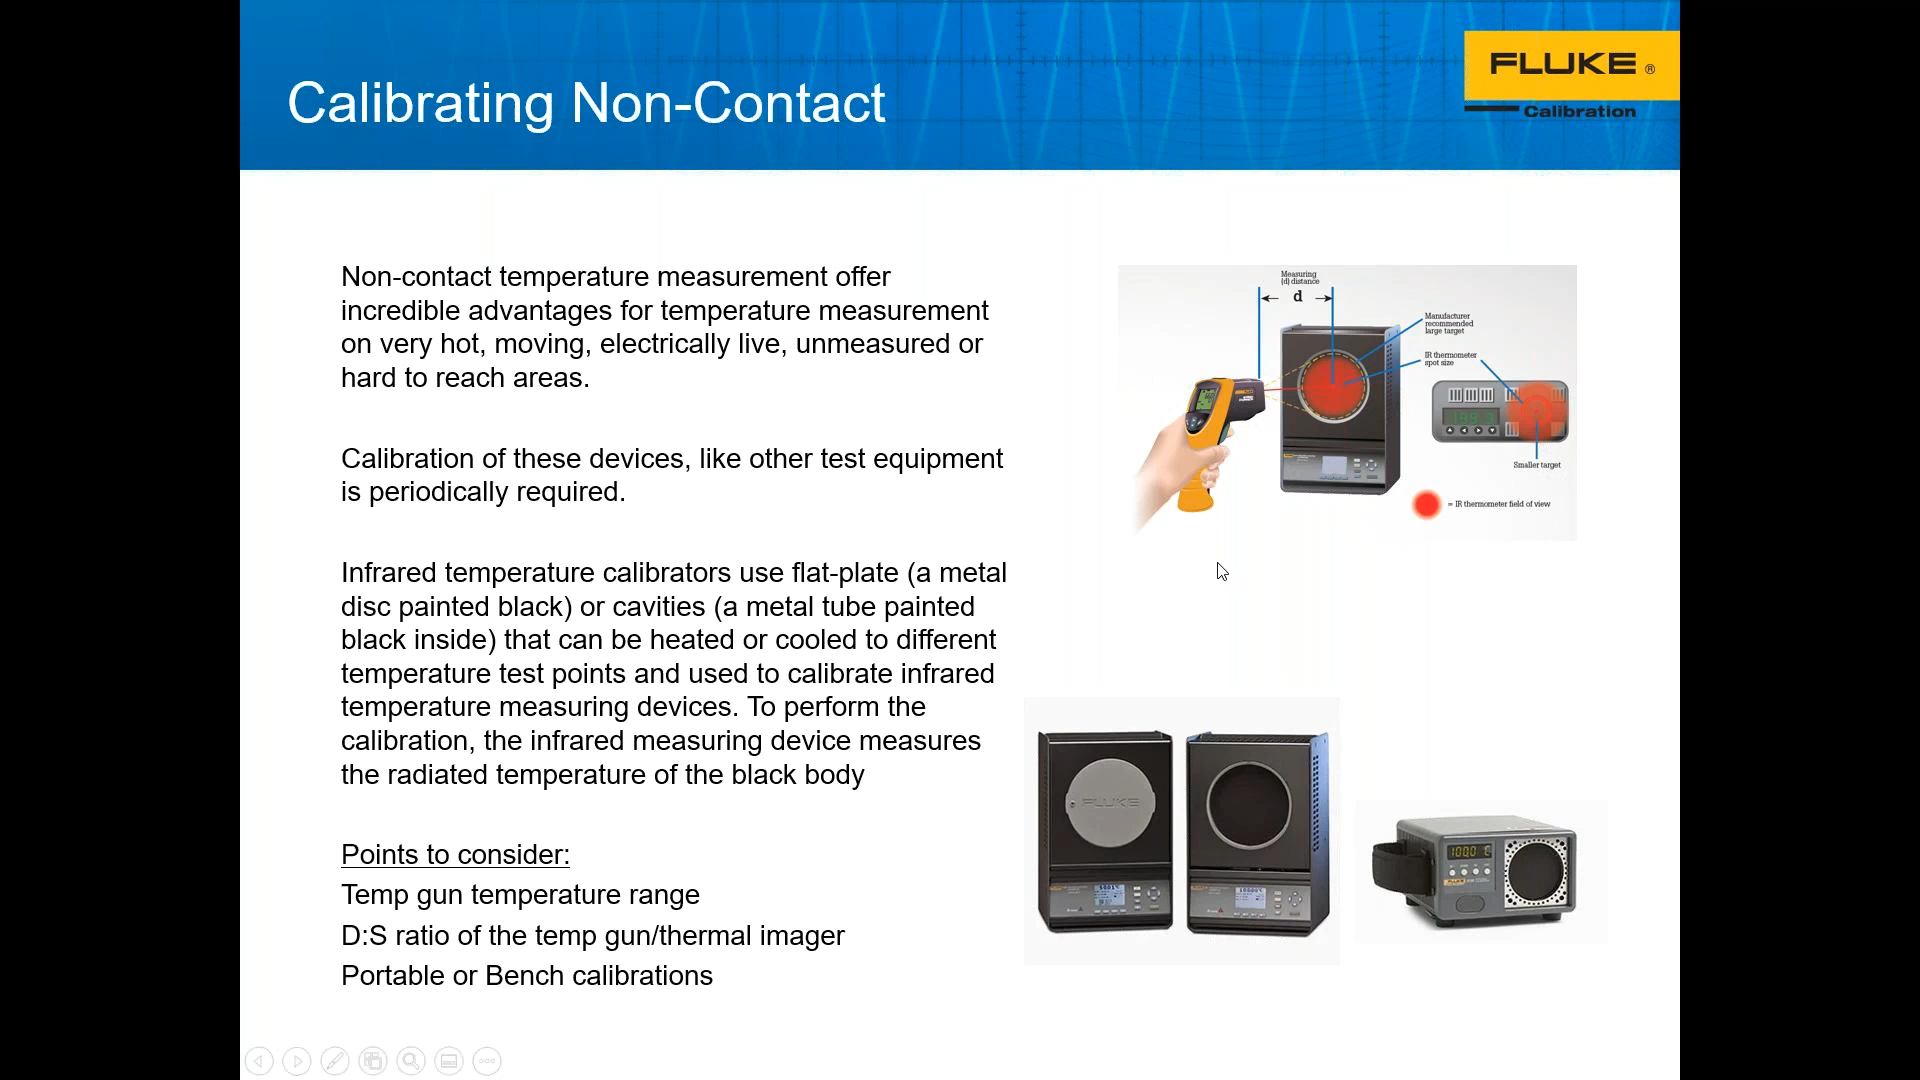 Calibrating Non-Contact
FLUKE ®
Calibration
Non-contact temperature measurement offer
incredible advantages for temperature measurement
on very hot, moving, electrically live, unmeasured or
hard to reach areas.
Calibration of these devices, like other test equipment
is periodically required.
Infrared temperature calibrators use flat-plate (a metal
disc painted black) or cavities (a metal tube painted
black inside) that can be heated or cooled to different
temperature test points and used to calibrate infrared
temperature measuring devices. To perform the
calibration, the infrared measuring device measures
the radiated temperature of the black body
Points to consider:
Temp gun temperature range
D:S ratio of the temp gun/thermal imager
Portable or Bench calibrations
Measuring
(d) distance
d
Manufacturer
recommended
large target
IR thermometer
spot size
Smaller target
= IR thermometer field of view
FLUKE
100.0 C
FLUKE